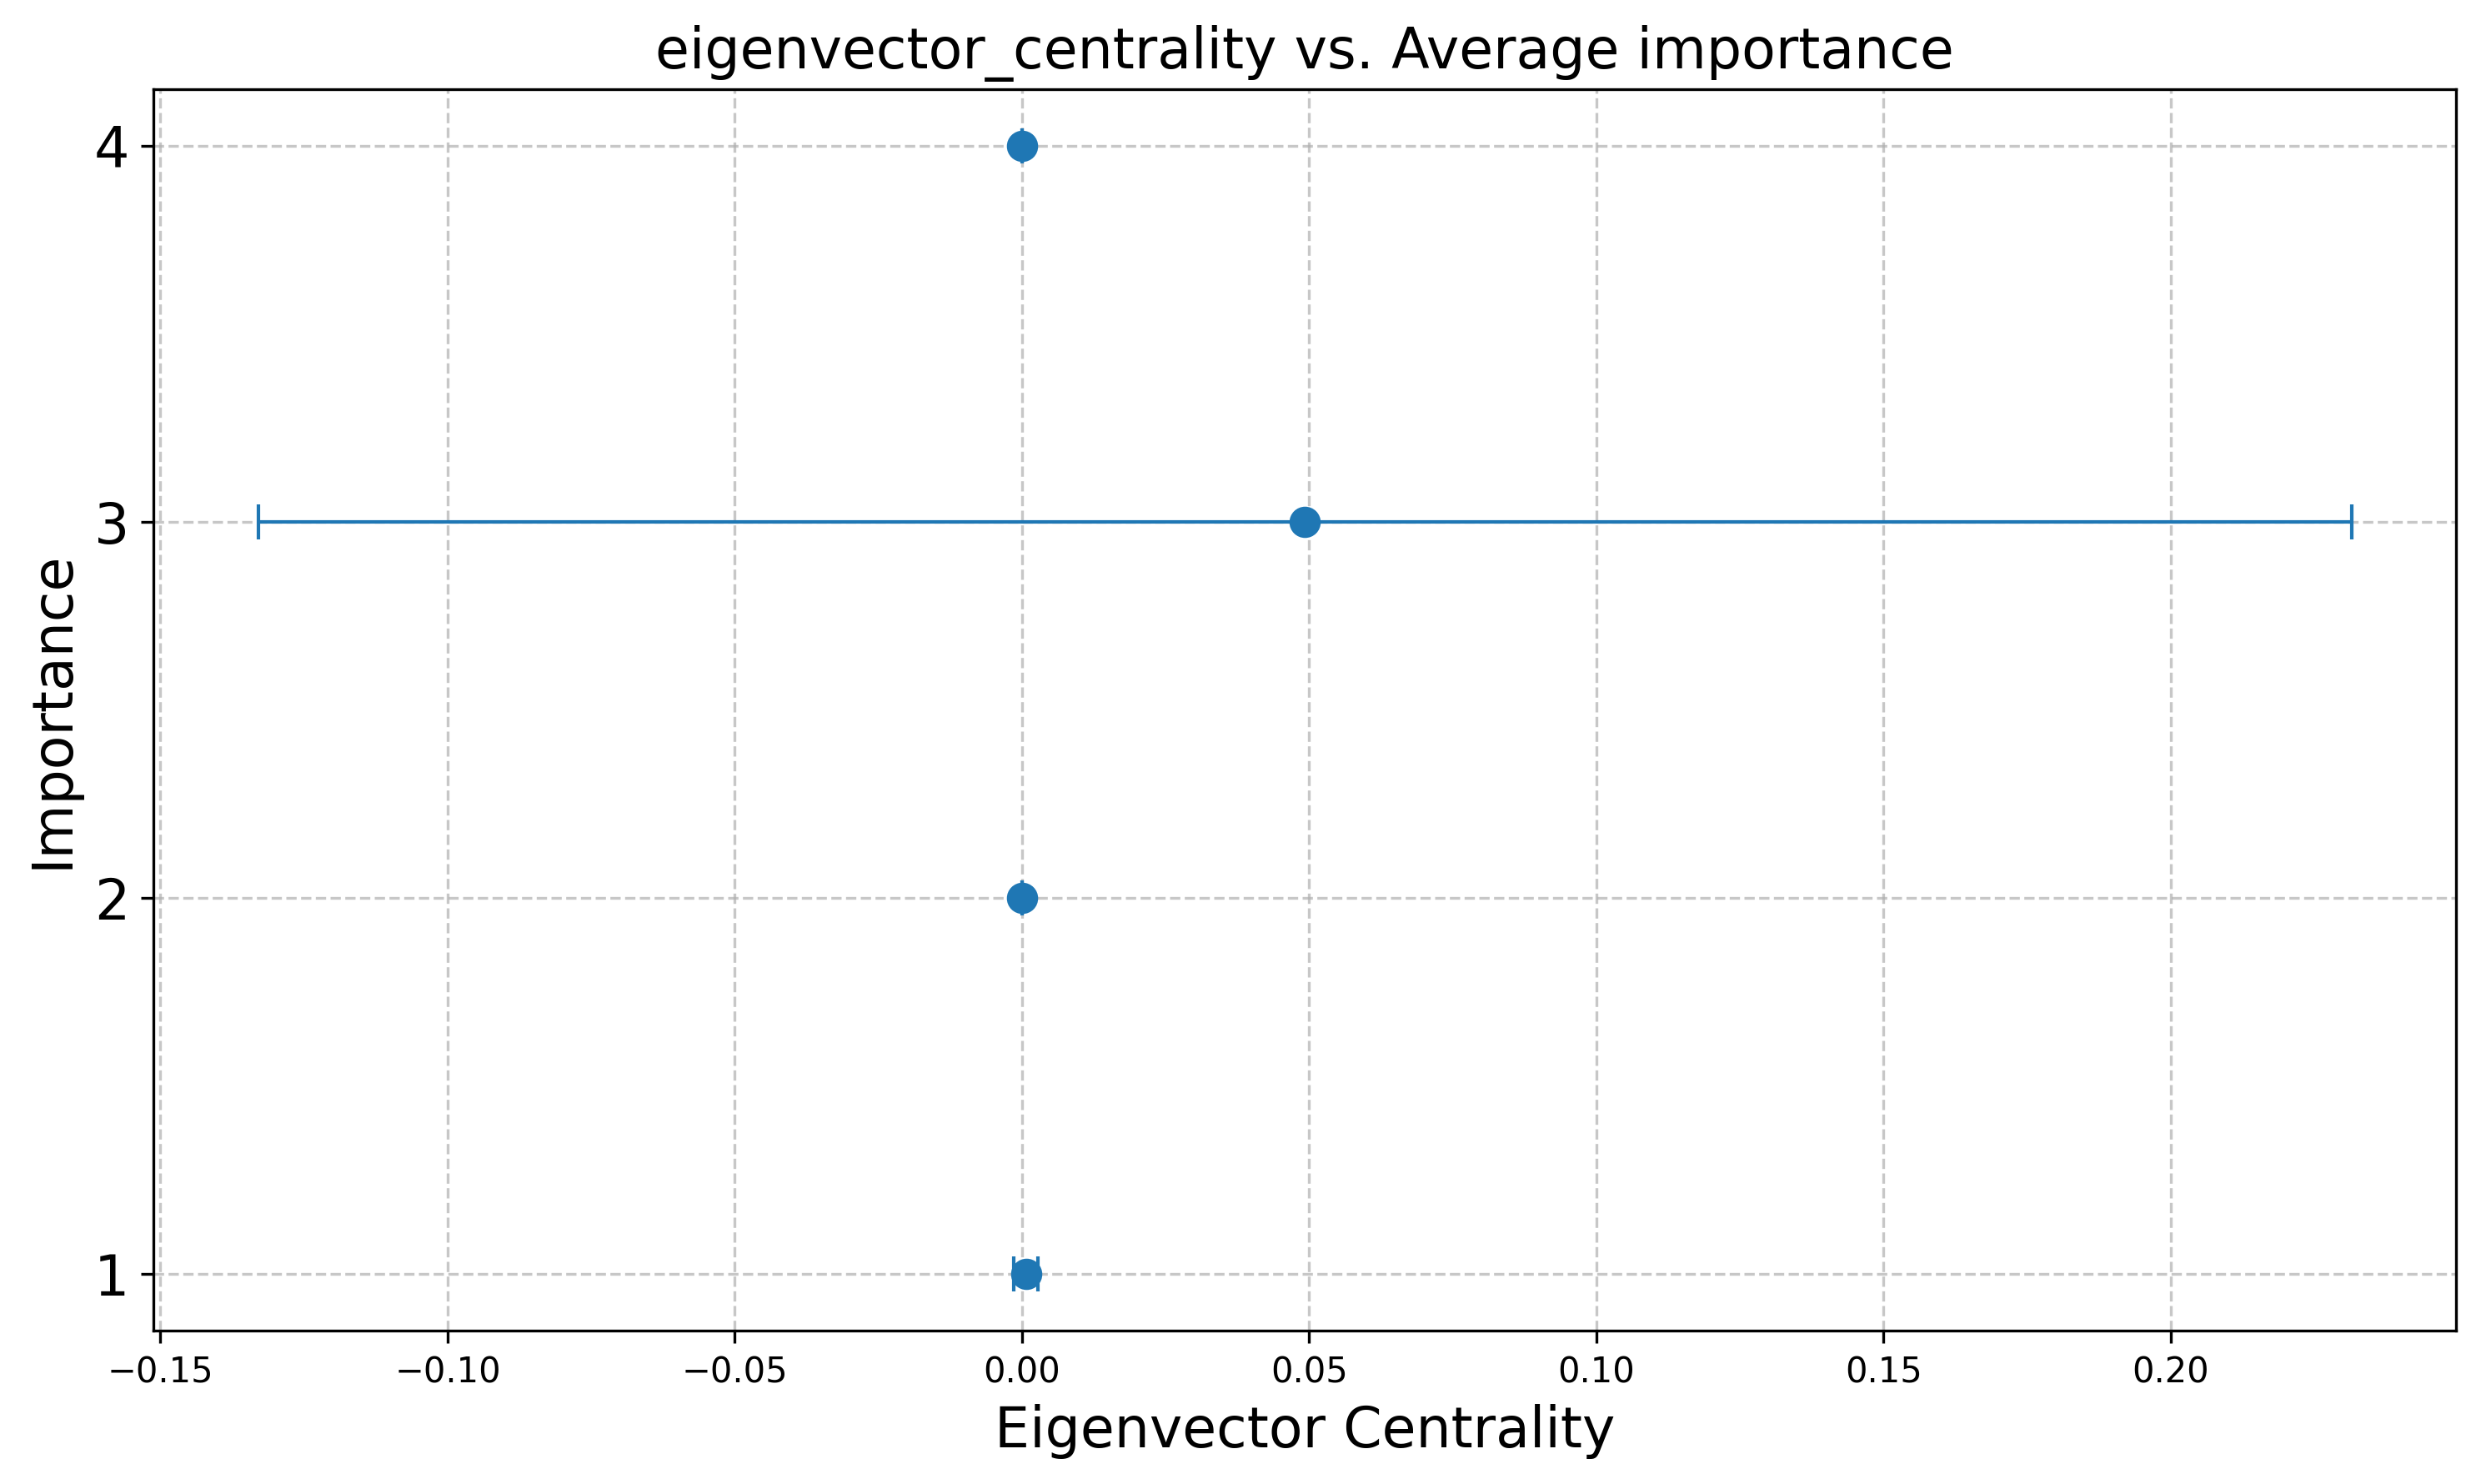 eigenvector_centrality vs. Average importance
4
3
2
1
Importance
−0.15 −0.10 −0.05 0.00 0.05 0.10 0.15 0.20
Eigenvector Centrality